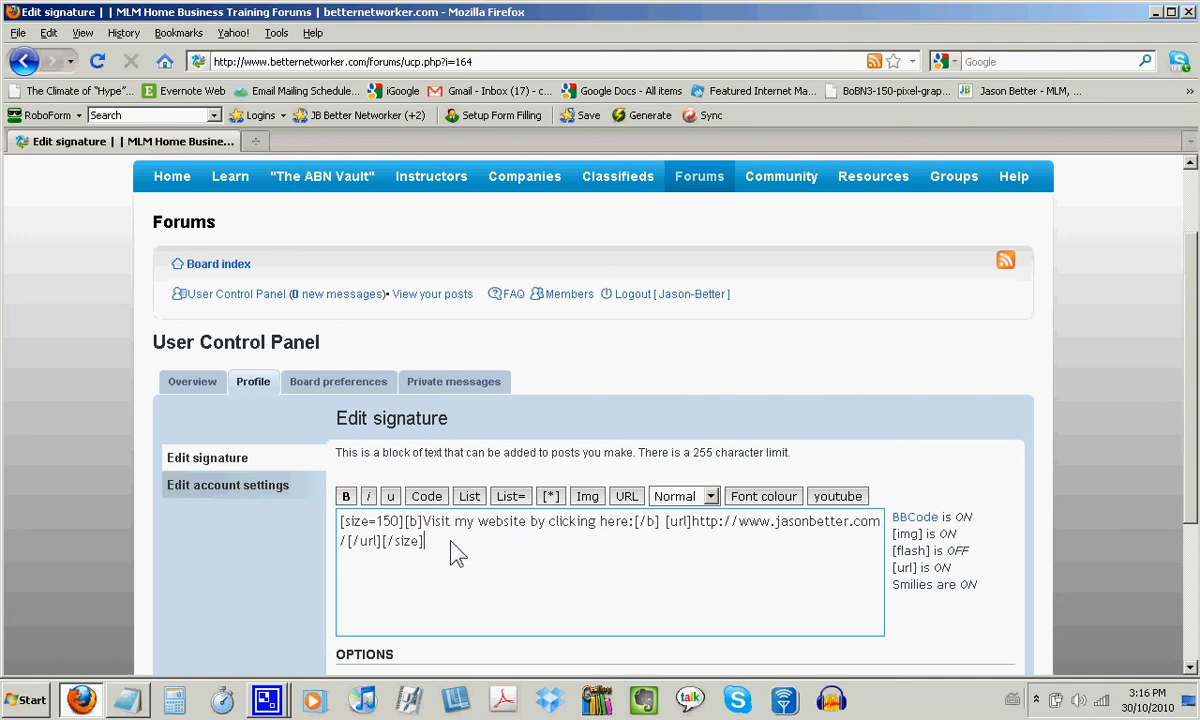 Edit signature | | MLM Home Business Training Forums | betternetworker.com - Mozilla Firefox
File Edit View History Bookmarks Yahoo! Tools Help
http://www.betternetworker.com/forums/ucp.php?i=164
Google
The Climate of "Hype"... Evernote Web Email Mailing Schedule... iGoogle Gmail - Inbox (17) - c... Google Docs - All items Featured Internet Ma... BoBN3-150-pixel-grap... Jason Better - MLM, ...
RoboForm Search Logins JB Better Networker (+2) Setup Form Filling Save Generate Sync
Edit signature | | MLM Home Busine...
Home Learn "The ABN Vault" Instructors Companies Classifieds Forums Community Resources Groups Help
Forums
Board index
User Control Panel (0 new messages) • View your posts FAQ Members Logout [ Jason-Better ]
User Control Panel
Overview Profile Board preferences Private messages
Edit signature
This is a block of text that can be added to posts you make. There is a 255 character limit.
Edit signature
Edit account settings
B i u Code List List= [*] Img URL Normal Font colour youtube
[size=150][b]Visit my website by clicking here:[/b] [url]http://www.jasonbetter.com
/[/url][/size]
BBCode is ON
[img] is ON
[flash] is OFF
[url] is ON
Smilies are ON
OPTIONS
Start
talk
3:16 PM
30/10/2010